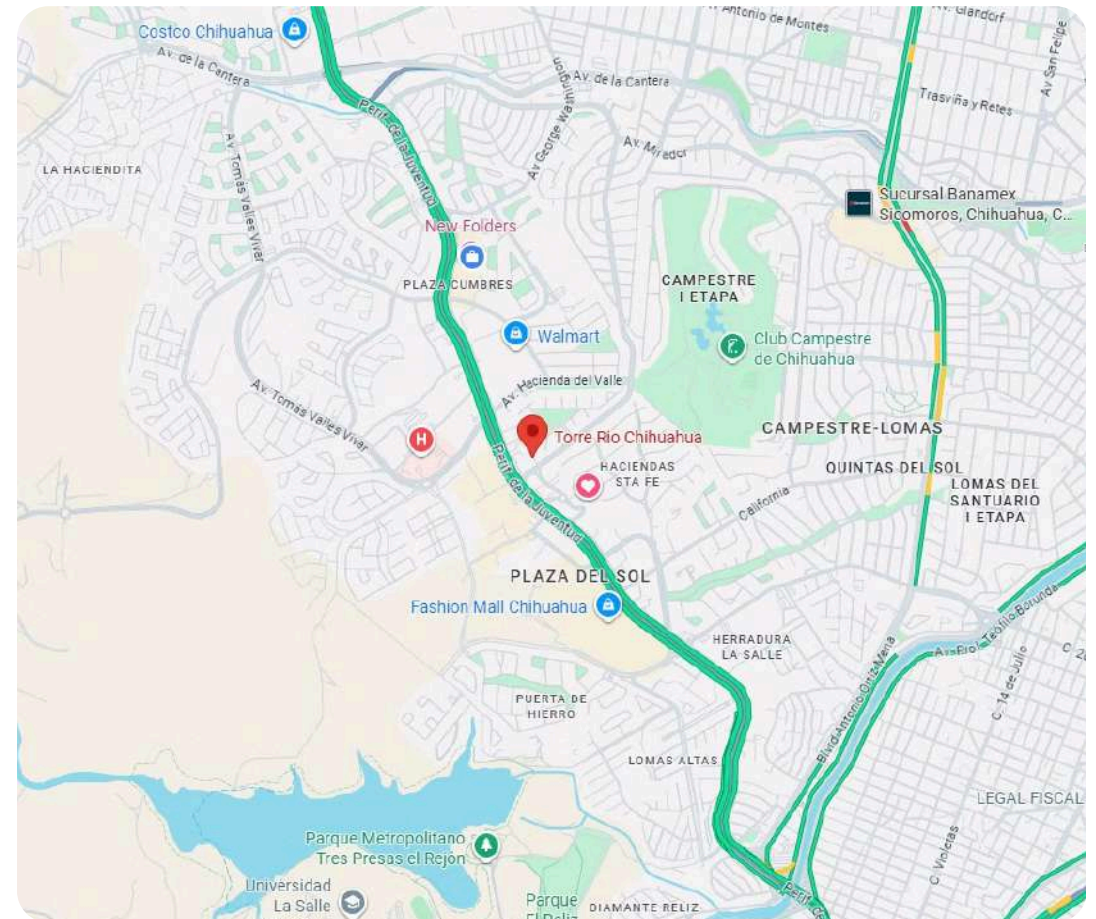 Costco Chihuahua
Av. de la Cantera
Antonio de Montes
Av. Glandorf
Av San Felipe
Av. de la Cantera
Av George Washington
Trasviña y Retes
Perif. de la Juventud
Av. Mirador
LA HACIENDITA
Av. Tomás Valles Vivar
Sucursal Banamex
Sicomoros, Chihuahua, C...
New Folders
PLAZA CUMBRES
CAMPESTRE
I ETAPA
Walmart
Club Campestre
de Chihuahua
Av. Hacienda del Valle
Av. Tomás Valles Vivar
H
Torre Rio Chihuahua
CAMPESTRE-LOMAS
HACIENDAS
STA FE
QUINTAS DEL SOL
LOMAS DEL
SANTUARIO
I ETAPA
California
Perif. de la Juventud
PLAZA DEL SOL
Fashion Mall Chihuahua
HERRADURA
LA SALLE
Av. Prol. Teófilo Borunda
C. 14 de Julio
Blvrd Antonio Ortiz Mena
PUERTA DE
HIERRO
LOMAS ALTAS
LEGAL FISCAL
Parque Metropolitano
Tres Presas el Rejón
C. Violetas
Universidad
La Salle
Parque
El Reliz
DIAMANTE RELIZ
Perif. de